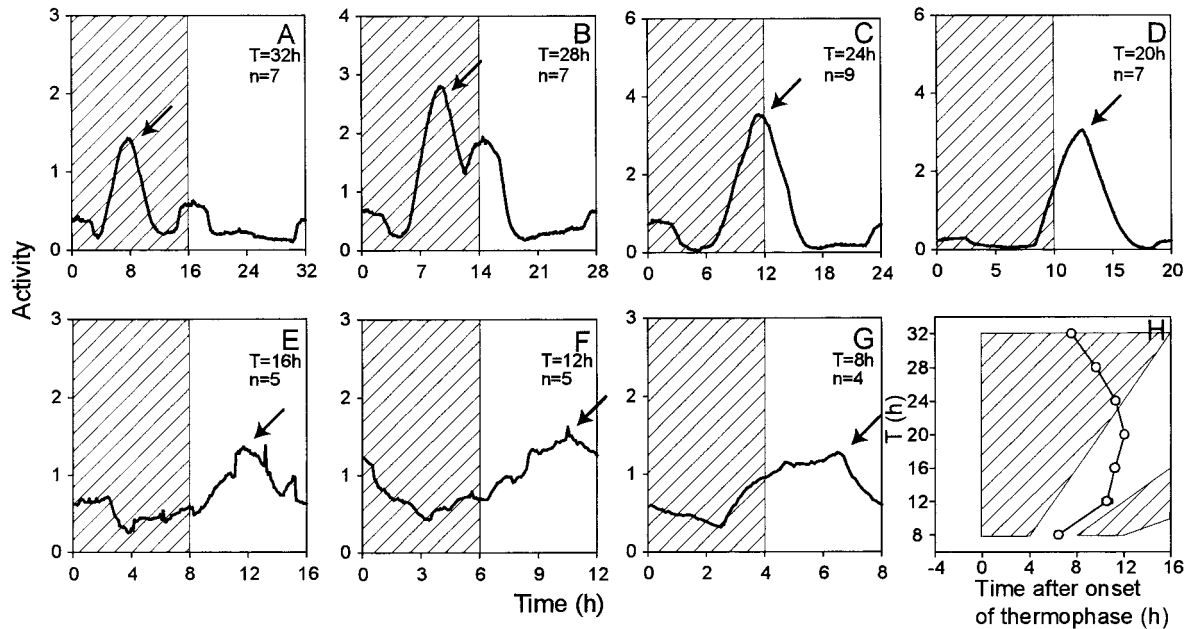 A
T=32h
n=7
3
2
1
0
0 8 16 24 32
B
T=28h
n=7
4
3
2
1
0
0 7 14 21 28
C
T=24h
n=9
6
4
2
0
0 6 12 18 24
D
T=20h
n=7
6
4
2
0
0 5 10 15 20
Activity
E
T=16h
n=5
3
2
1
0
0 4 8 12 16
F
T=12h
n=5
3
2
1
0
0 3 6 9 12
G
T=8h
n=4
3
2
1
0
0 2 4 6 8
Time (h)
H
T (h)
32
28
24
20
16
12
8
-4 0 4 8 12 16
Time after onset
of thermophase (h)